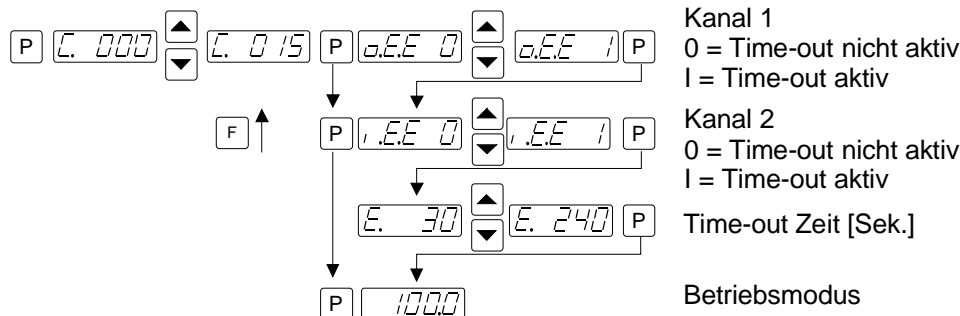 P C. 000 C. 015 P o.E.E 0 o.E.E 1 P
Kanal 1
0 = Time-out nicht aktiv
I = Time-out aktiv
F P ı.E.E 0 ı.E.E 1 P
Kanal 2
0 = Time-out nicht aktiv
I = Time-out aktiv
E. 30 E. 240 P
Time-out Zeit [Sek.]
P 100.0
Betriebsmodus